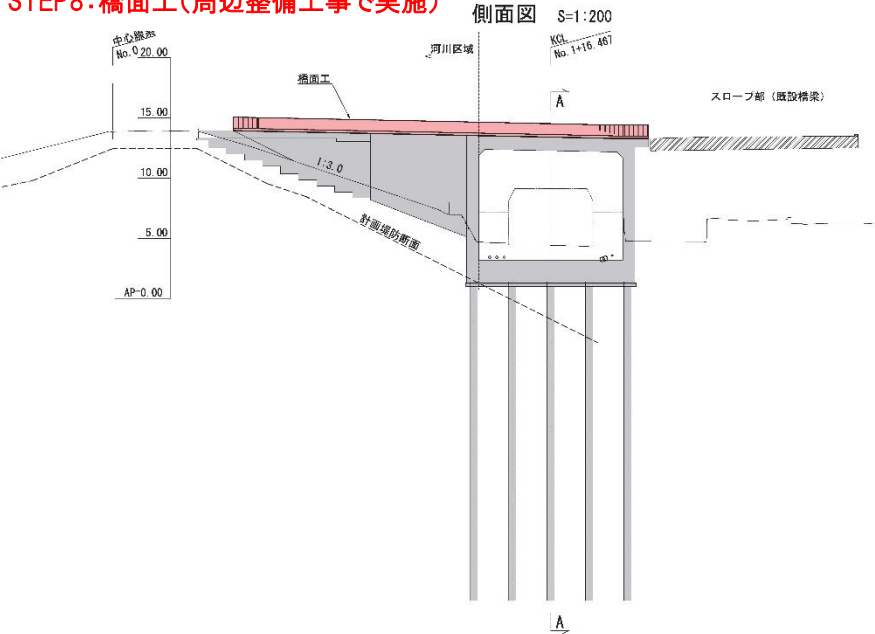 STEP8：橋面工（周辺整備工事で実施）
側面図 S=1:200
中心線型
No.0
KCL
No.1+16.467
河川区域
20.00
橋面工
A
スロープ部（既設横梁）
15.00
1:3.0
10.00
計画堤防断面
5.00
AP=0.00
A